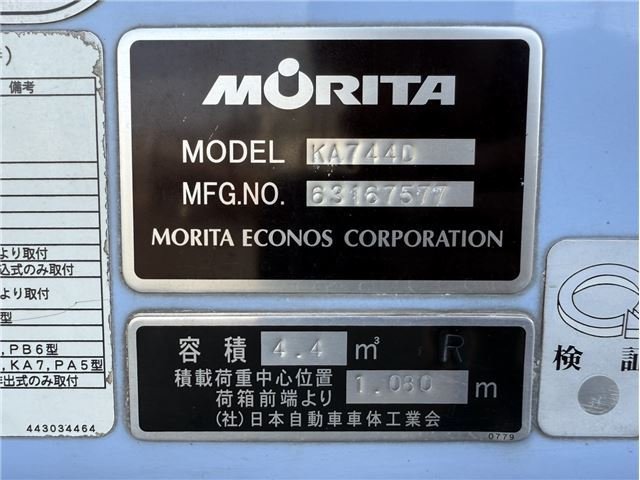 備考
より取付
込式のみ取付
より取付
型
,PB6型
,KA7,PA5型
出式のみ取付
443034464
MORITA
MODEL KA744D
MFG.NO. 63167577
MORITA ECONOS CORPORATION
容積 4.4 m³ R
積載荷重中心位置
荷箱前端より 1.080 m
(社)日本自動車車体工業会
0779
検証